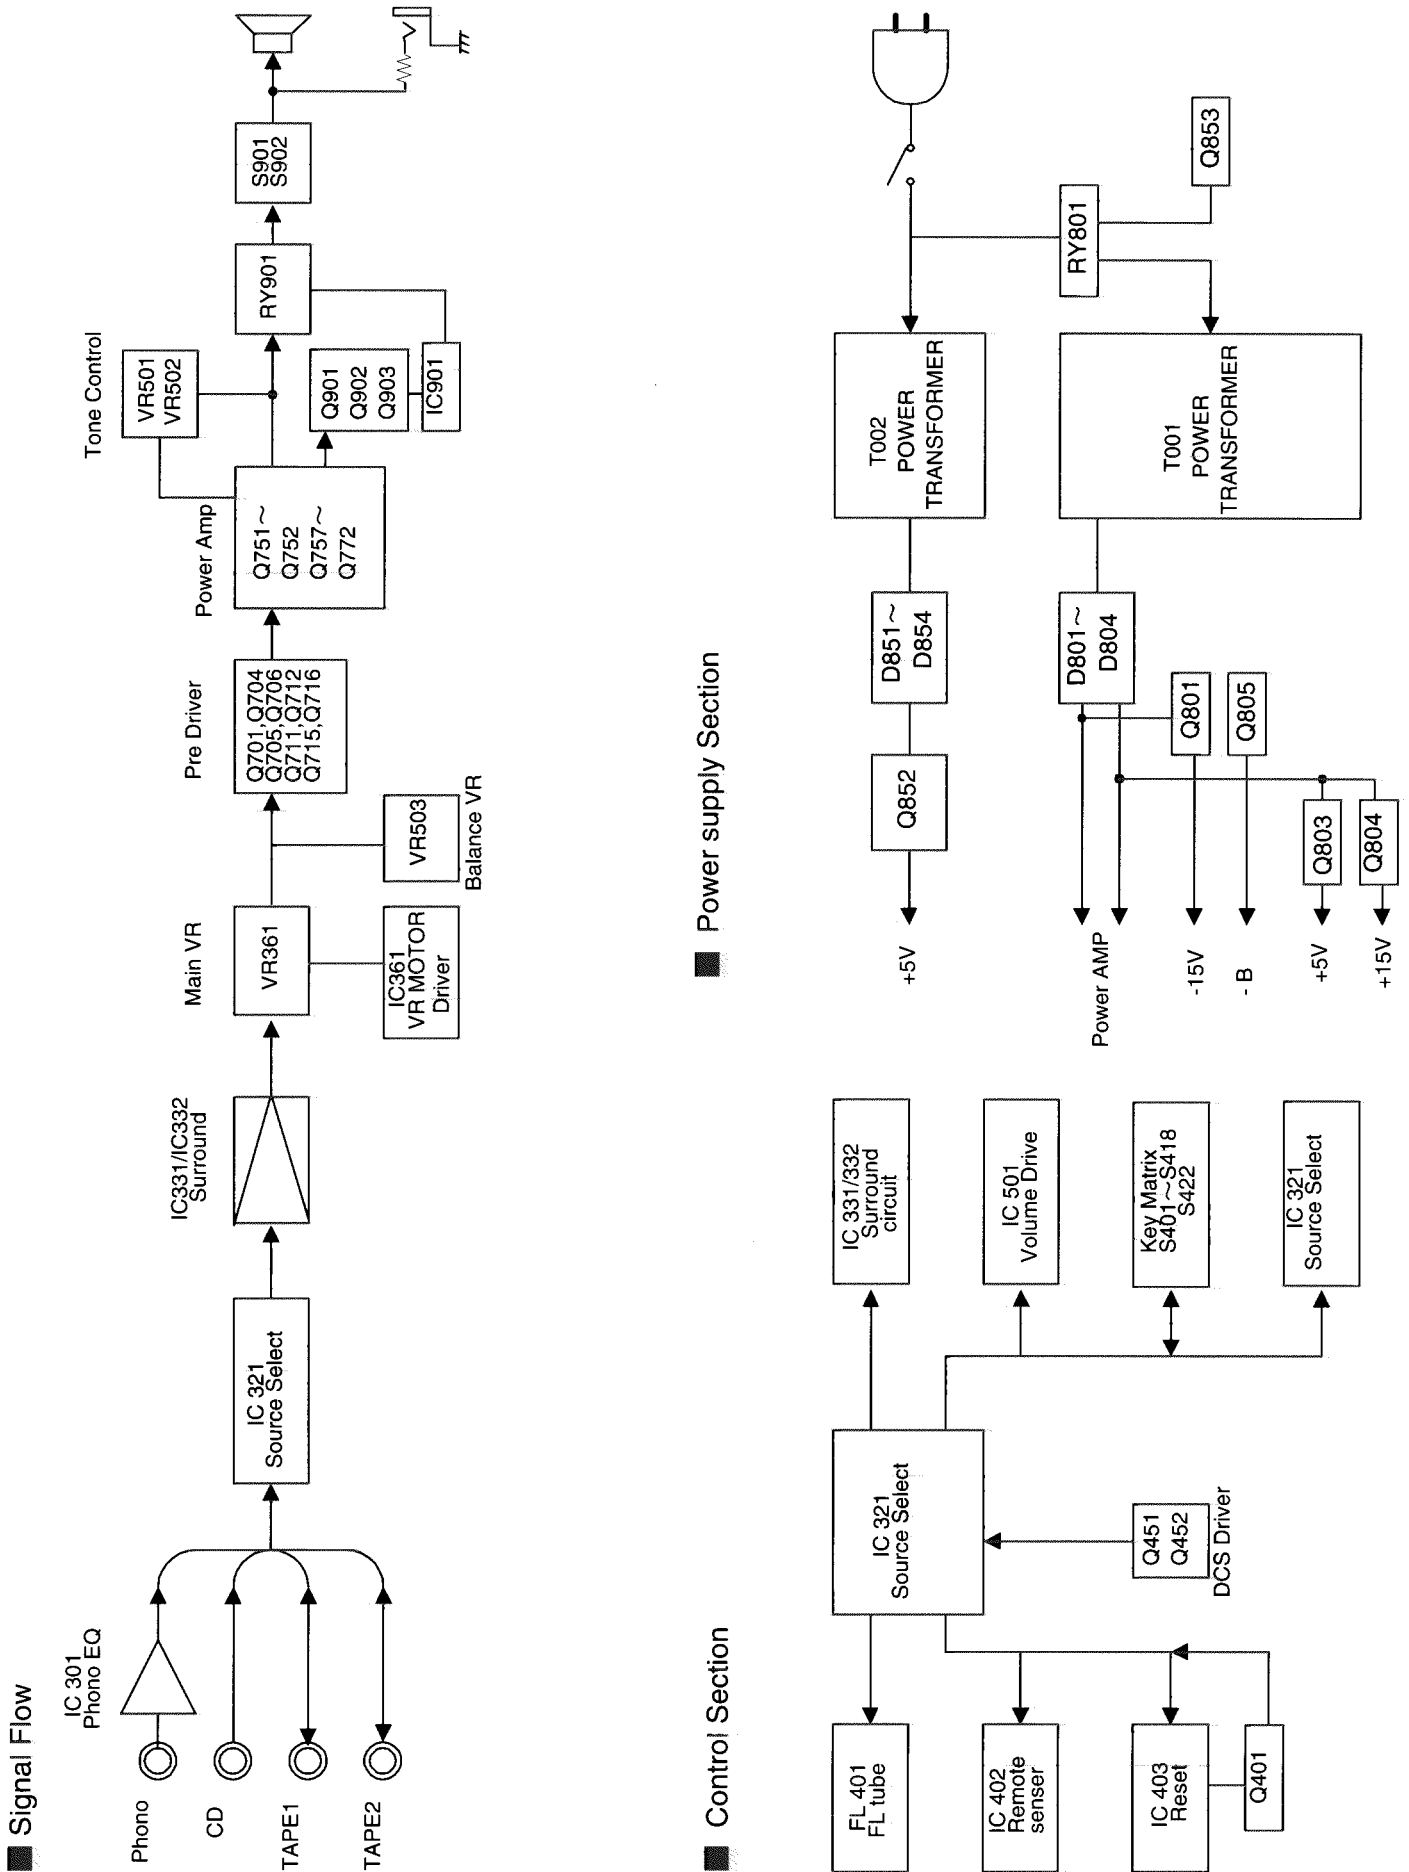 Signal Flow
Phono
CD
TAPE1
TAPE2
IC 301
Phono EQ
IC 321
Source Select
IC331/IC332
Surround
Main VR
VR361
IC361
VR MOTOR
Driver
VR503
Balance VR
Pre Driver
Q701,Q704
Q705,Q706
Q711,Q712
Q715,Q716
Power Amp
Q751~
Q752
Q757~
Q772
Tone Control
VR501
VR502
Q901
Q902
Q903
IC901
RY901
S901
S902
Control Section
FL 401
FL tube
IC 402
Remote
senser
IC 403
Reset
Q401
IC 321
Source Select
Q451
Q452
DCS Driver
IC 331/332
Surround
circuit
IC 501
Volume Drive
Key Matrix
S401~S418
S422
IC 321
Source Select
Power supply Section
+5V
Power AMP
-15V
- B
+5V
+15V
Q852
D851~
D854
T002
POWER
TRANSFORMER
Q801
Q805
Q803
Q804
D801~
D804
T001
POWER
TRANSFORMER
RY801
Q853